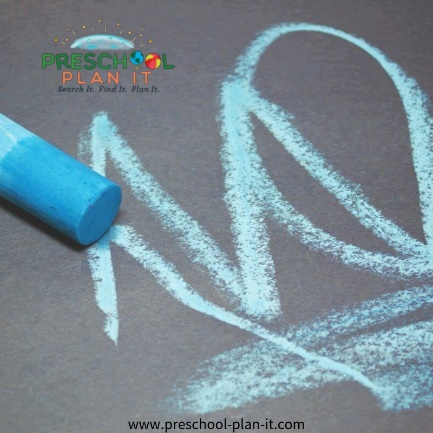 PRESCHOOL
PLAN IT
Search It. Find It. Plan It.
www.preschool-plan-it.com